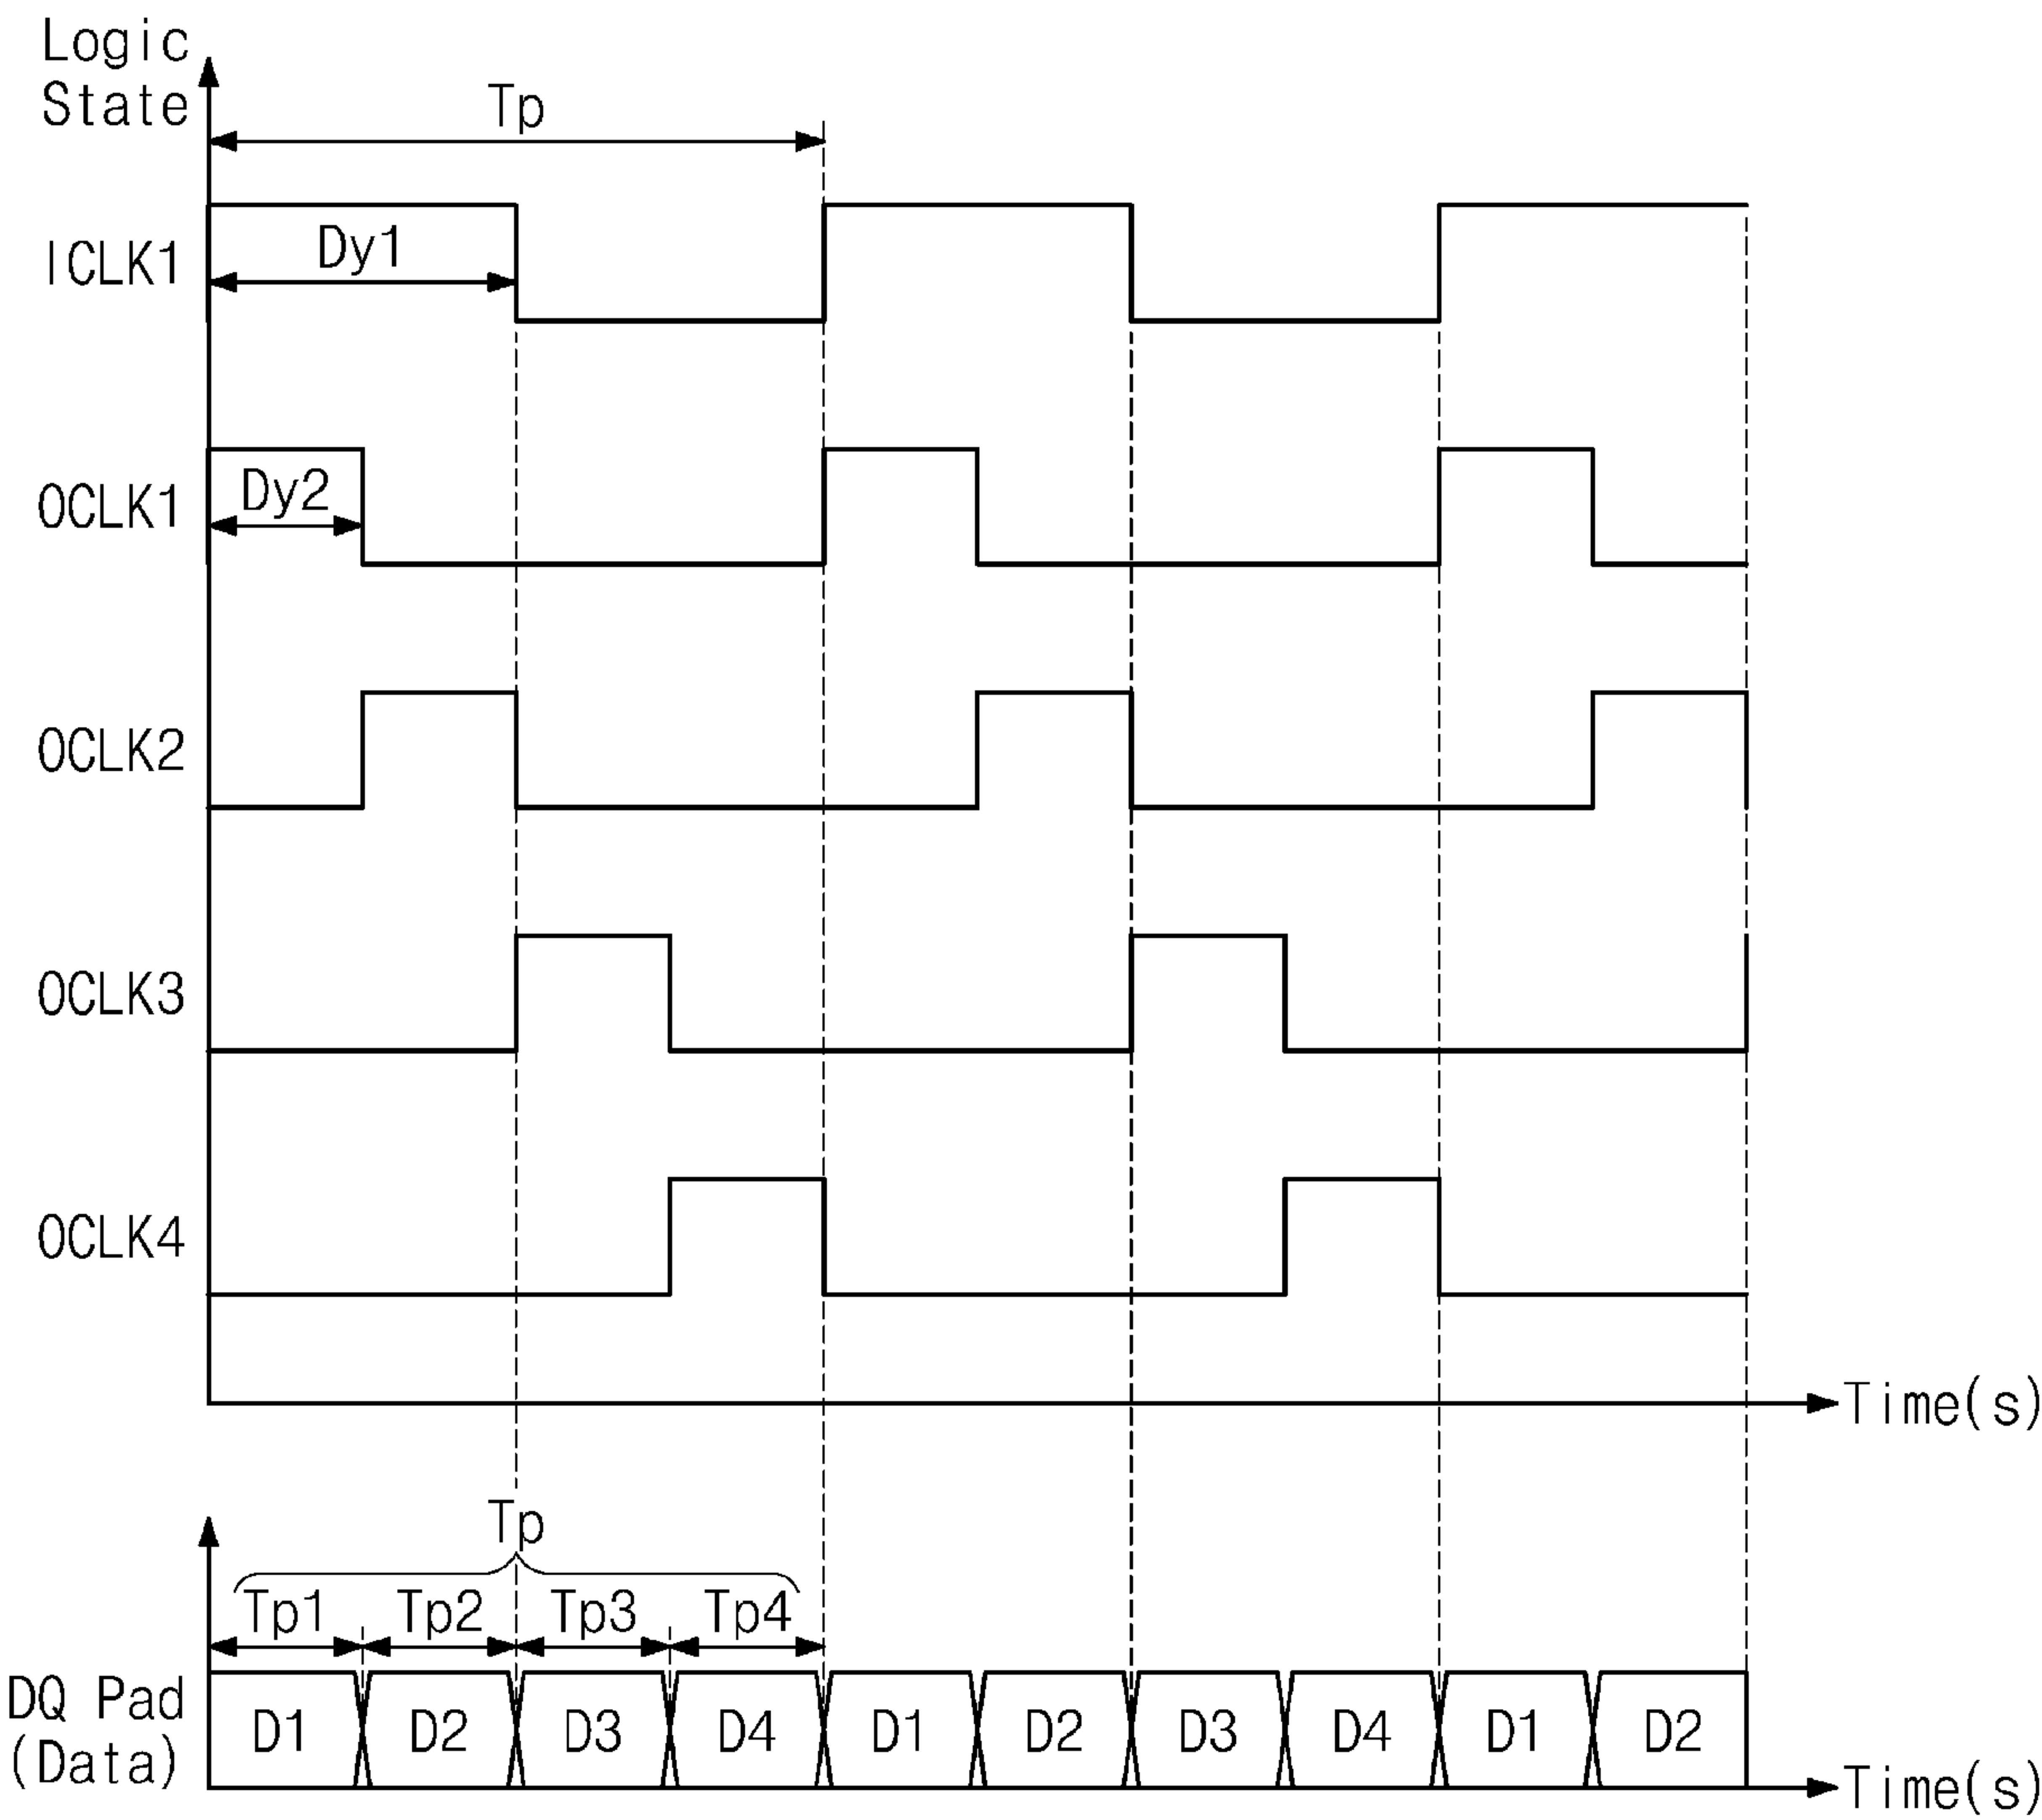 Logic
State
Tp
ICLK1
Dy1
OCLK1
Dy2
OCLK2
OCLK3
OCLK4
Time(s)
Tp
Tp1 Tp2 Tp3 Tp4
DQ Pad
(Data)
D1 D2 D3 D4 D1 D2 D3 D4 D1 D2
Time(s)